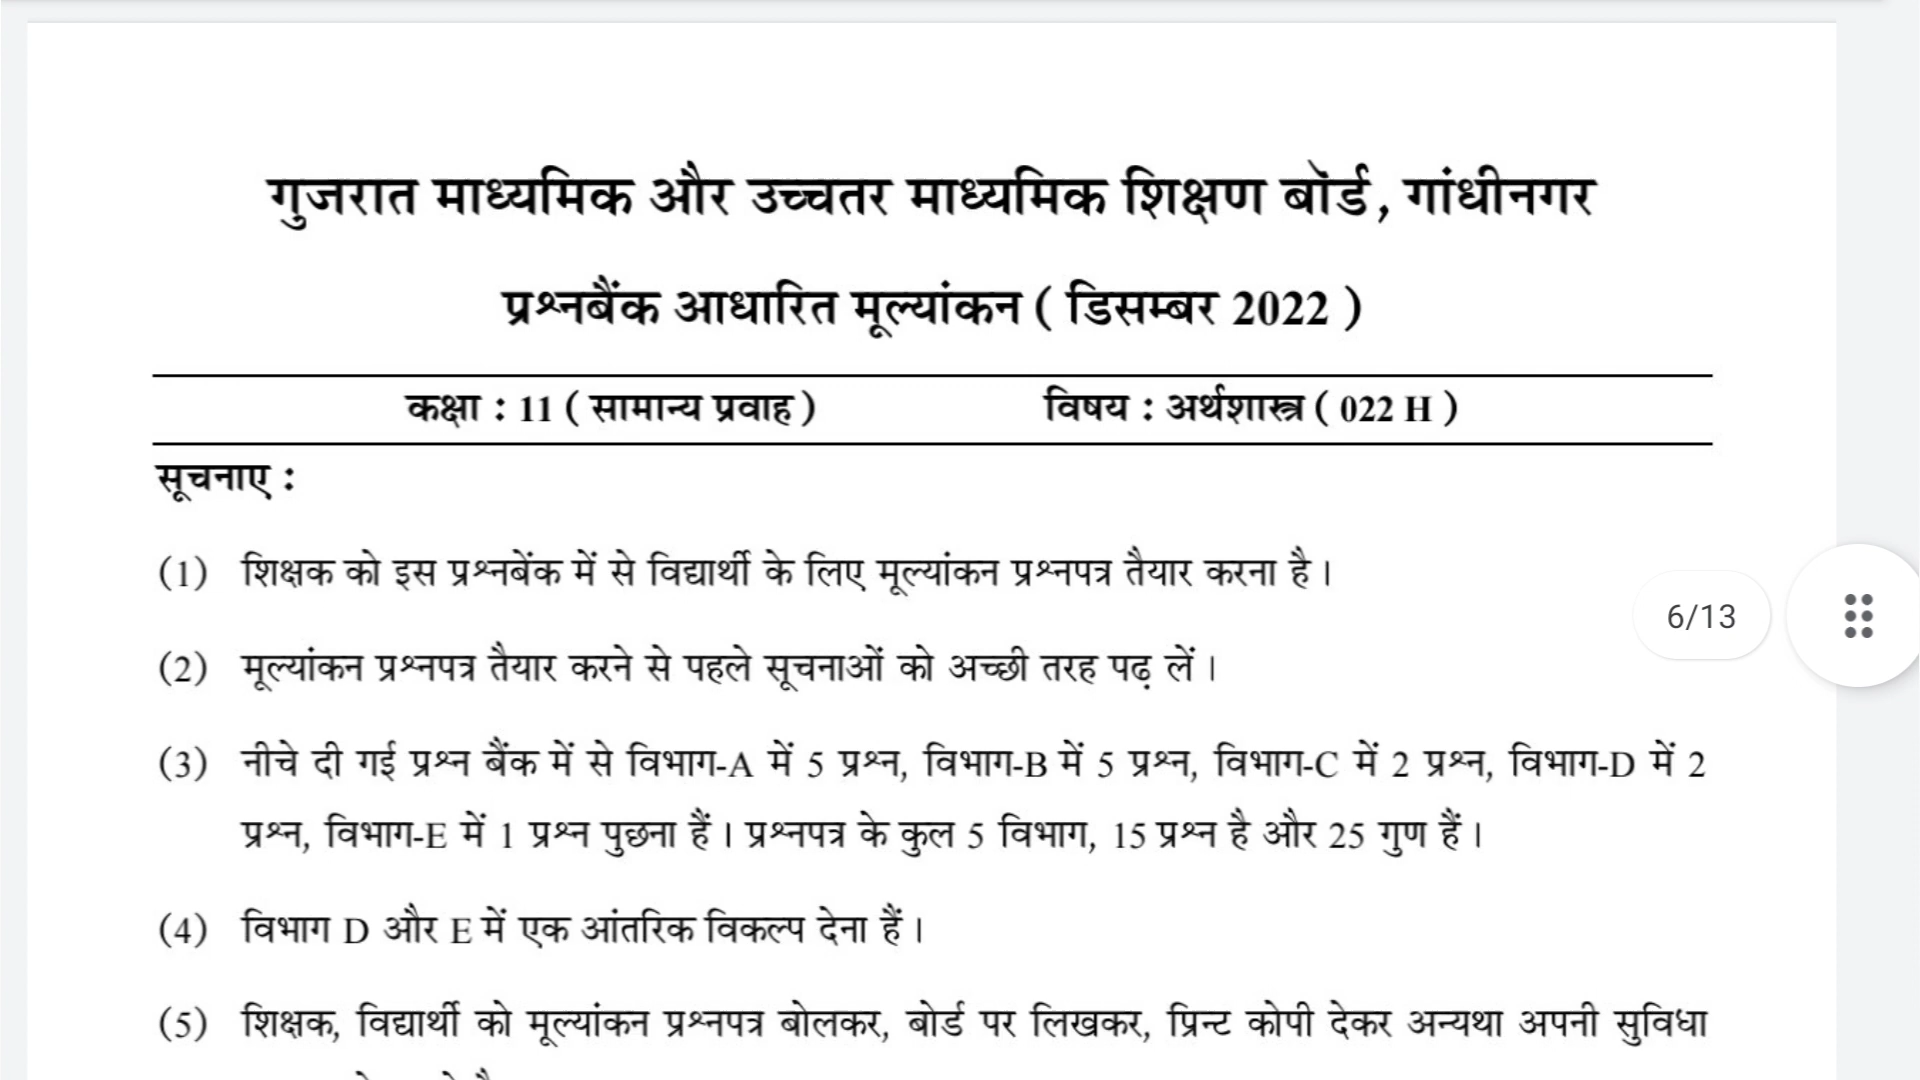 गुजरात माध्यमिक और उच्चतर माध्यमिक शिक्षण बोर्ड, गांधीनगर
प्रश्नबैंक आधारित मूल्यांकन ( डिसम्बर 2022 )
कक्षा : 11 ( सामान्य प्रवाह ) विषय : अर्थशास्त्र ( 022 H )
सूचनाए :
(1) शिक्षक को इस प्रश्नबेंक में से विद्यार्थी के लिए मूल्यांकन प्रश्नपत्र तैयार करना है।
(2) मूल्यांकन प्रश्नपत्र तैयार करने से पहले सूचनाओं को अच्छी तरह पढ़ लें।
(3) नीचे दी गई प्रश्न बैंक में से विभाग-A में 5 प्रश्न, विभाग-B में 5 प्रश्न, विभाग-C में 2 प्रश्न, विभाग-D में 2
प्रश्न, विभाग-E में 1 प्रश्न पुछना हैं। प्रश्नपत्र के कुल 5 विभाग, 15 प्रश्न है और 25 गुण हैं।
6/13
(4) विभाग D और E में एक आंतरिक विकल्प देना हैं।
(5) शिक्षक, विद्यार्थी को मूल्यांकन प्रश्नपत्र बोलकर, बोर्ड पर लिखकर, प्रिन्ट कोपी देकर अन्यथा अपनी सुविधा